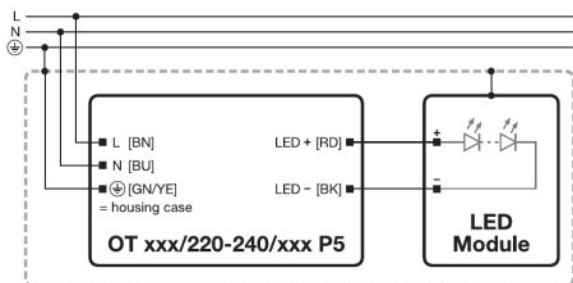 L
N
⏚
L [BN]
N [BU]
⏚ [GN/YE]
= housing case
LED + [RD]
LED − [BK]
OT xxx/220-240/xxx P5
+
−
LED
Module